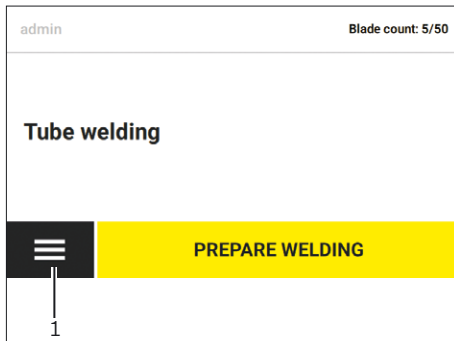 admin
Blade count: 5/50
Tube welding
PREPARE WELDING
1